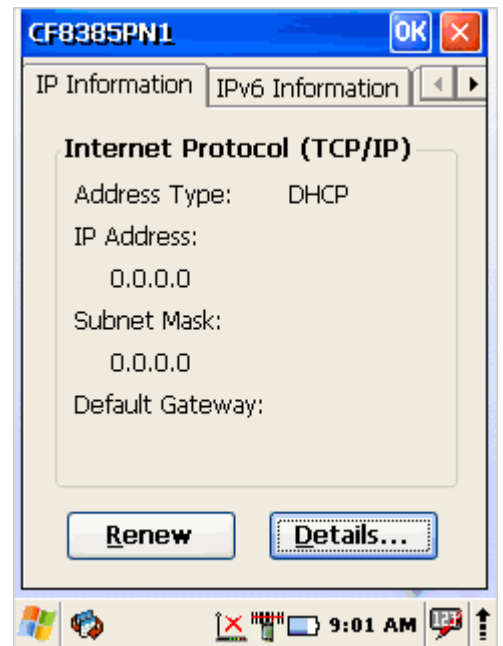 CF8385PN1 OK
IP Information IPv6 Information
Internet Protocol (TCP/IP)
Address Type: DHCP
IP Address:
0.0.0.0
Subnet Mask:
0.0.0.0
Default Gateway:
Renew Details...
9:01 AM 123